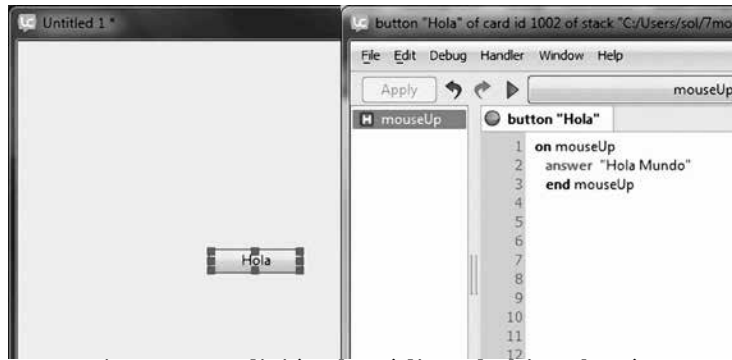 Untitled 1 *
Hola
button "Hola" of card id 1002 of stack "C:/Users/sol/7mo
File Edit Debug Handler Window Help
Apply
mouseUp
mouseUp
button "Hola"
1 on mouseUp
2 answer "Hola Mundo"
3 end mouseUp
4
5
6
7
8
9
10
11
12